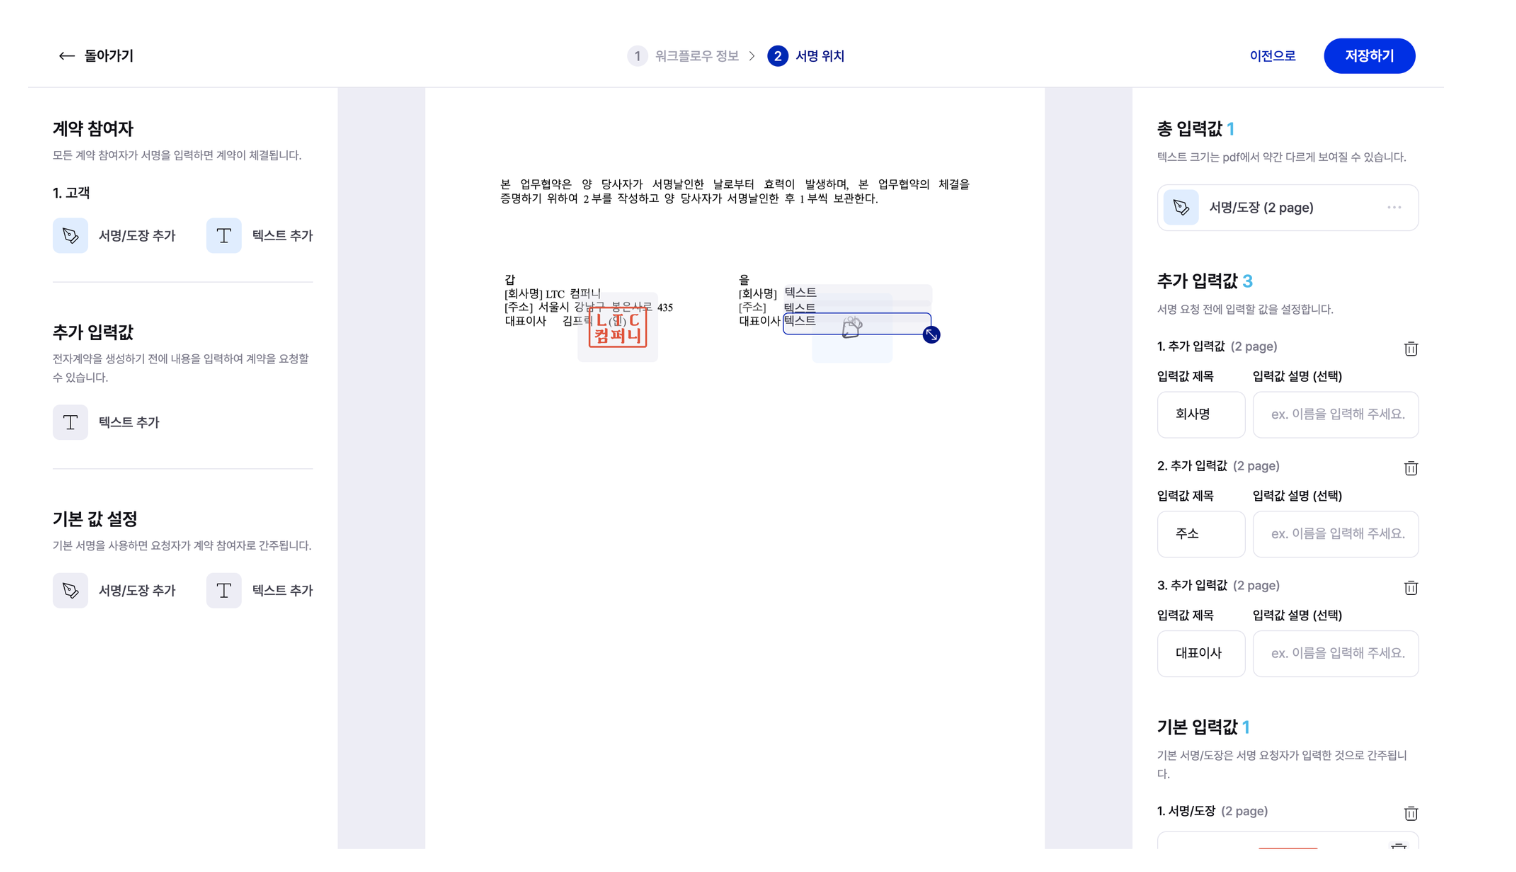 돌아가기
1 워크플로우 정보
2 서명 위치
이전으로
저장하기
계약 참여자
모든 계약 참여자가 서명을 입력하면 계약이 체결됩니다.
1. 고객
서명/도장 추가
텍스트 추가
추가 입력값
전자계약을 생성하기 전에 내용을 입력하여 계약을 요청할
수 있습니다.
텍스트 추가
기본 값 설정
기본 서명을 사용하면 요청자가 계약 참여자로 간주됩니다.
서명/도장 추가
텍스트 추가
본 업무협약은 양 당사자가 서명날인한 날로부터 효력이 발생하며, 본 업무협약의 체결을
증명하기 위하여 2부를 작성하고 양 당사자가 서명날인한 후 1부씩 보관한다.
갑
[회사명] LTC 컴퍼니
[주소] 서울시 강남구 봉은사로 435
대표이사 김프릭 (인)
LTC
컴퍼니
을
[회사명] 텍스트
[주소] 텍스트
대표이사 텍스트
총 입력값 1
텍스트 크기는 pdf에서 약간 다르게 보여질 수 있습니다.
서명/도장 (2 page)
추가 입력값 3
서명 요청 전에 입력할 값을 설정합니다.
1. 추가 입력값 (2 page)
입력값 제목 입력값 설명 (선택)
회사명 ex. 이름을 입력해 주세요.
2. 추가 입력값 (2 page)
입력값 제목 입력값 설명 (선택)
주소 ex. 이름을 입력해 주세요.
3. 추가 입력값 (2 page)
입력값 제목 입력값 설명 (선택)
대표이사 ex. 이름을 입력해 주세요.
기본 입력값 1
기본 서명/도장은 서명 요청자가 입력한 것으로 간주됩니
다.
1. 서명/도장 (2 page)